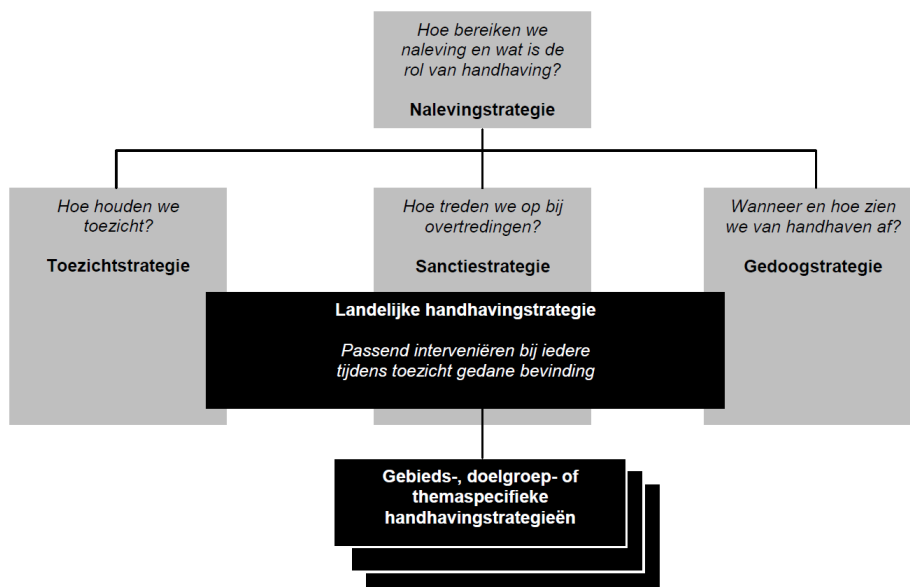 Hoe bereiken we
naleving en wat is de
rol van handhaving?
Nalevingstrategie
Hoe houden we
toezicht?
Toezichtstrategie
Hoe treden we op bij
overtredingen?
Sanctiestrategie
Wanneer en hoe zien
we van handhaven af?
Gedoogstrategie
Landelijke handhavingstrategie
Passend interveniëren bij iedere
tijdens toezicht gedane bevinding
Gebieds-, doelgroep- of
themaspecifieke
handhavingstrategieën